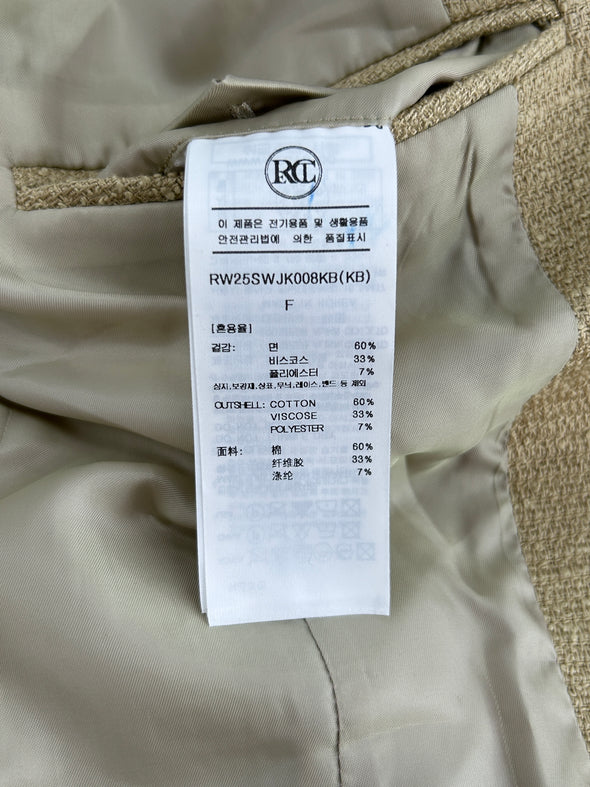 RCC
이 제품은 전기용품 및 생활용품
안전관리법에 의한 품질표시
RW25SWJK008KB(KB)
F
[혼용율]
겉감: 면 60%
비스코스 33%
폴리에스터 7%
심지,보강재,상표,무늬,레이스,밴드 등 제외
OUTSHELL: COTTON 60%
VISCOSE 33%
POLYESTER 7%
面料: 棉 60%
纤维胶 33%
涤纶 7%